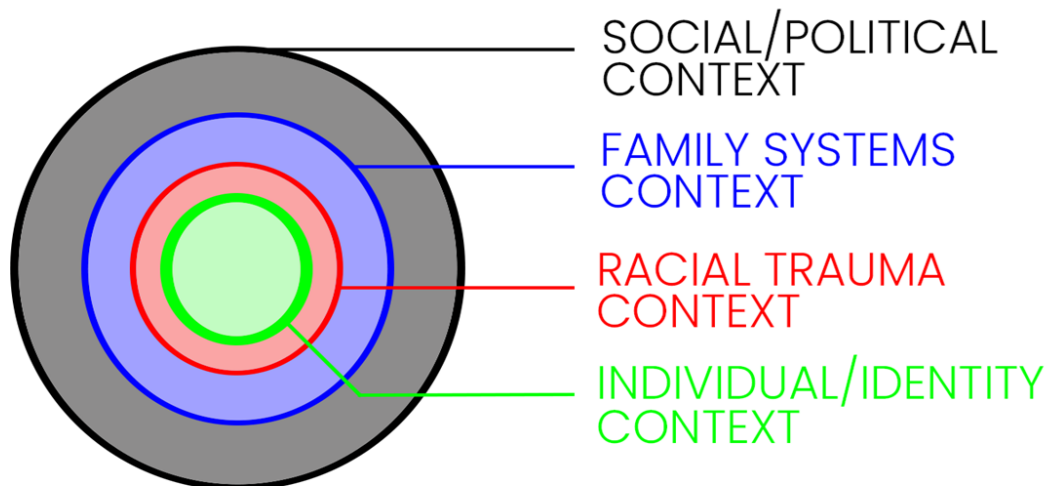 SOCIAL/POLITICAL
CONTEXT
FAMILY SYSTEMS
CONTEXT
RACIAL TRAUMA
CONTEXT
INDIVIDUAL/IDENTITY
CONTEXT